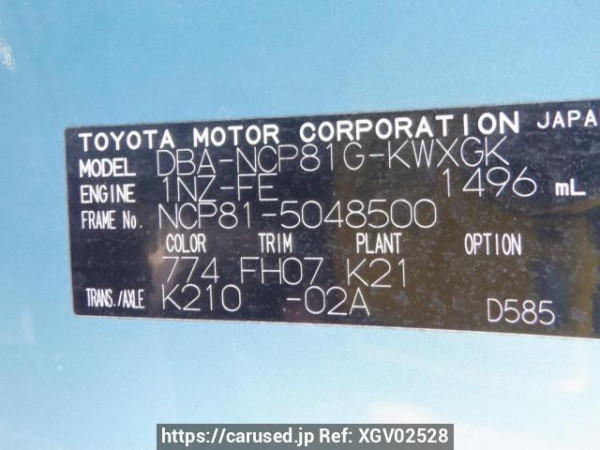 TOYOTA MOTOR CORPORATION JAPA
MODEL DBA-NCP81G-KWXGK
ENGINE 1NZ-FE 1496 mL
FRAME No. NCP81-5048500
COLOR TRIM PLANT OPTION
774 FH07 K21
TRANS./AXLE K210 -02A D585
https://carused.jp Ref: XGV02528